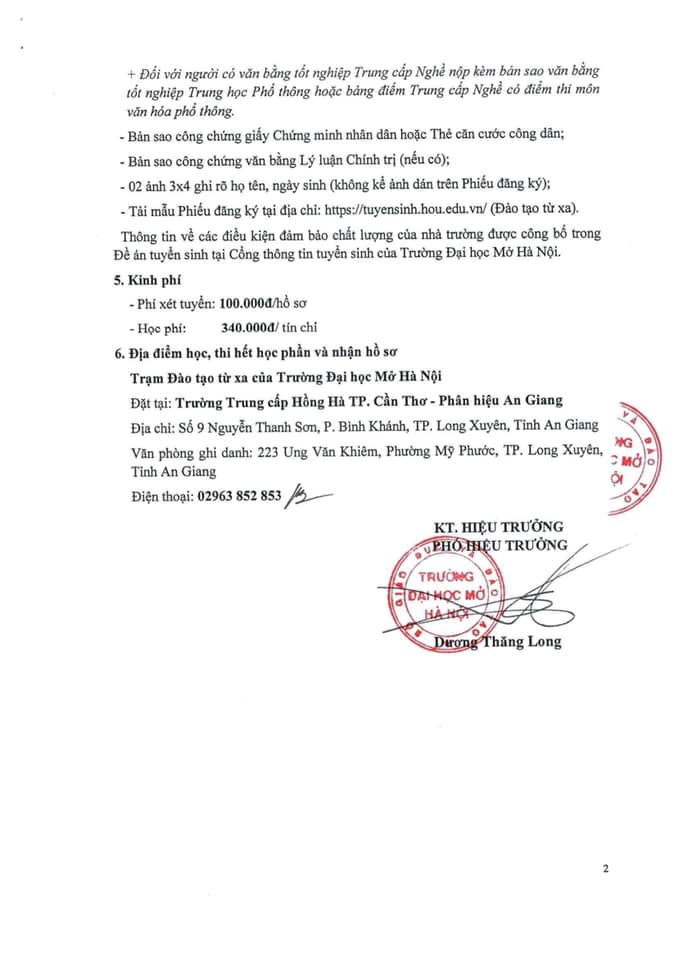 + Đối với người có văn bằng tốt nghiệp Trung cấp Nghề nộp kèm bản sao văn bằng
tốt nghiệp Trung học Phổ thông hoặc bảng điểm Trung cấp Nghề có điểm thi môn
văn hóa phổ thông.
- Bản sao công chứng giấy Chứng minh nhân dân hoặc Thẻ căn cước công dân;
- Bản sao công chứng văn bằng Lý luận Chính trị (nếu có);
- 02 ảnh 3x4 ghi rõ họ tên, ngày sinh (không kể ảnh dán trên Phiếu đăng ký);
- Tải mẫu Phiếu đăng ký tại địa chỉ: https://tuyensinh.hou.edu.vn/ (Đào tạo từ xa).
Thông tin về các điều kiện đảm bảo chất lượng của nhà trường được công bố trong
Đề án tuyển sinh tại Cổng thông tin tuyển sinh của Trường Đại học Mở Hà Nội.
5. Kinh phí
- Phí xét tuyển: 100.000đ/hồ sơ
- Học phí: 340.000đ/ tín chỉ
6. Địa điểm học, thi hết học phần và nhận hồ sơ
Trạm Đào tạo từ xa của Trường Đại học Mở Hà Nội
Đặt tại: Trường Trung cấp Hồng Hà TP. Cần Thơ - Phân hiệu An Giang
Địa chỉ: Số 9 Nguyễn Thanh Sơn, P. Bình Khánh, TP. Long Xuyên, Tỉnh An Giang
Văn phòng ghi danh: 223 Ung Văn Khiêm, Phường Mỹ Phước, TP. Long Xuyên,
Tỉnh An Giang
Điện thoại: 02963 852 853
VÀ ĐÀO TẠO
NG
C MỞ
ỘI
KT. HIỆU TRƯỞNG
PHÓ HIỆU TRƯỞNG
BỘ GIÁO DỤC VÀ ĐÀO TẠO
TRƯỜNG
ĐẠI HỌC MỞ
HÀ NỘI
Dương Thăng Long
2